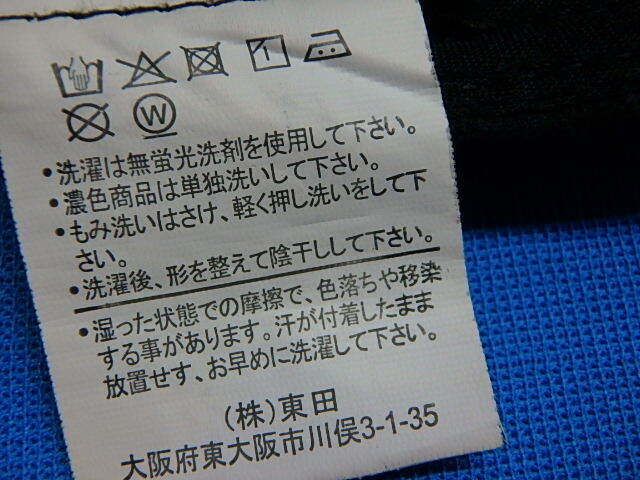 W
•洗濯は無蛍光洗剤を使用して下さい。
•濃色商品は単独洗いして下さい。
•もみ洗いはさけ、軽く押し洗いをして下
さい。
•洗濯後、形を整えて陰干しして下さい。
•湿った状態での摩擦で、色落ちや移染
する事があります。汗が付着したまま
放置せず、お早めに洗濯して下さい。
(株)東田
大阪府東大阪市川俣3-1-35